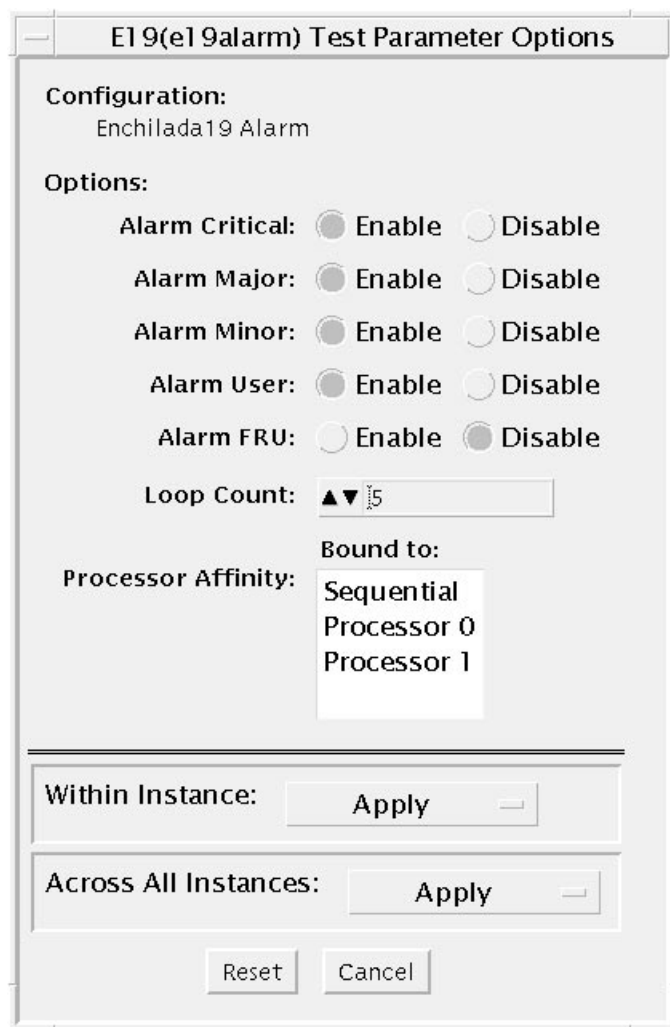 E19(e19alarm) Test Parameter Options
Configuration:
Enchilada19 Alarm
Options:
Alarm Critical: Enable Disable
Alarm Major: Enable Disable
Alarm Minor: Enable Disable
Alarm User: Enable Disable
Alarm FRU: Enable Disable
Loop Count: ▲▼ 5
Bound to:
Processor Affinity:
Sequential
Processor 0
Processor 1
Within Instance: Apply
Across All Instances: Apply
Reset Cancel